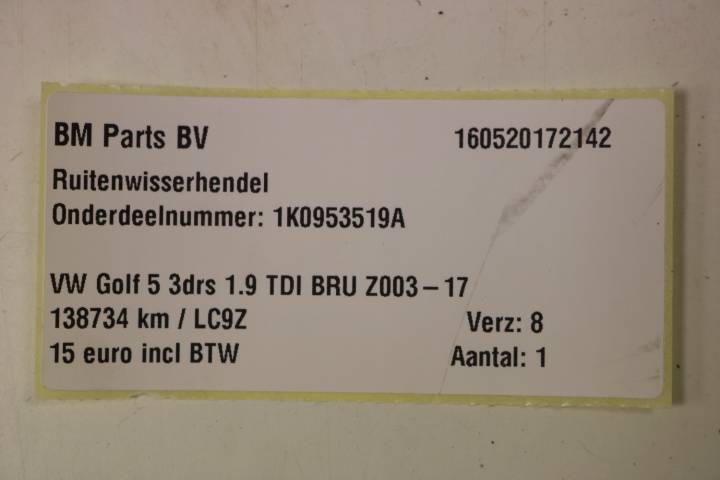 BM Parts BV 160520172142
Ruitenwisserhendel
Onderdeelnummer: 1K0953519A
VW Golf 5 3drs 1.9 TDI BRU Z003-17
138734 km / LC9Z Verz: 8
15 euro incl BTW Aantal: 1